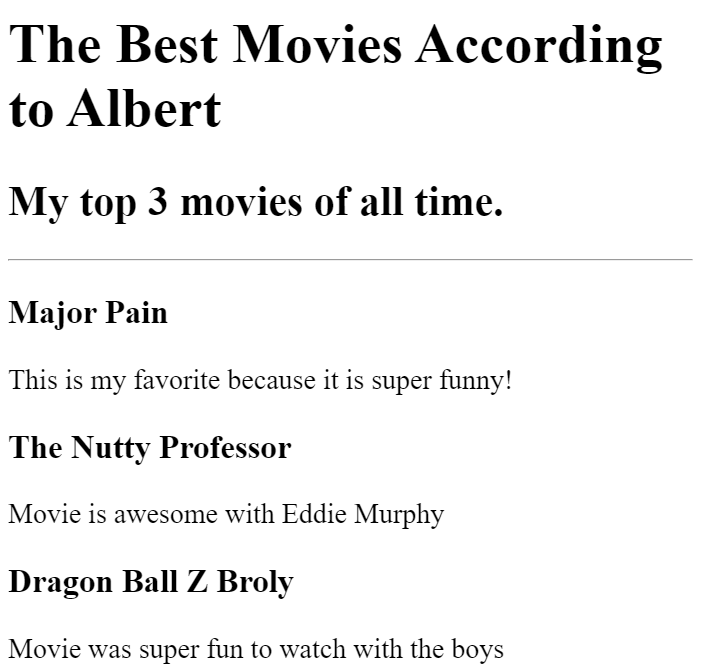 The Best Movies According
to Albert
My top 3 movies of all time.
Major Pain
This is my favorite because it is super funny!
The Nutty Professor
Movie is awesome with Eddie Murphy
Dragon Ball Z Broly
Movie was super fun to watch with the boys